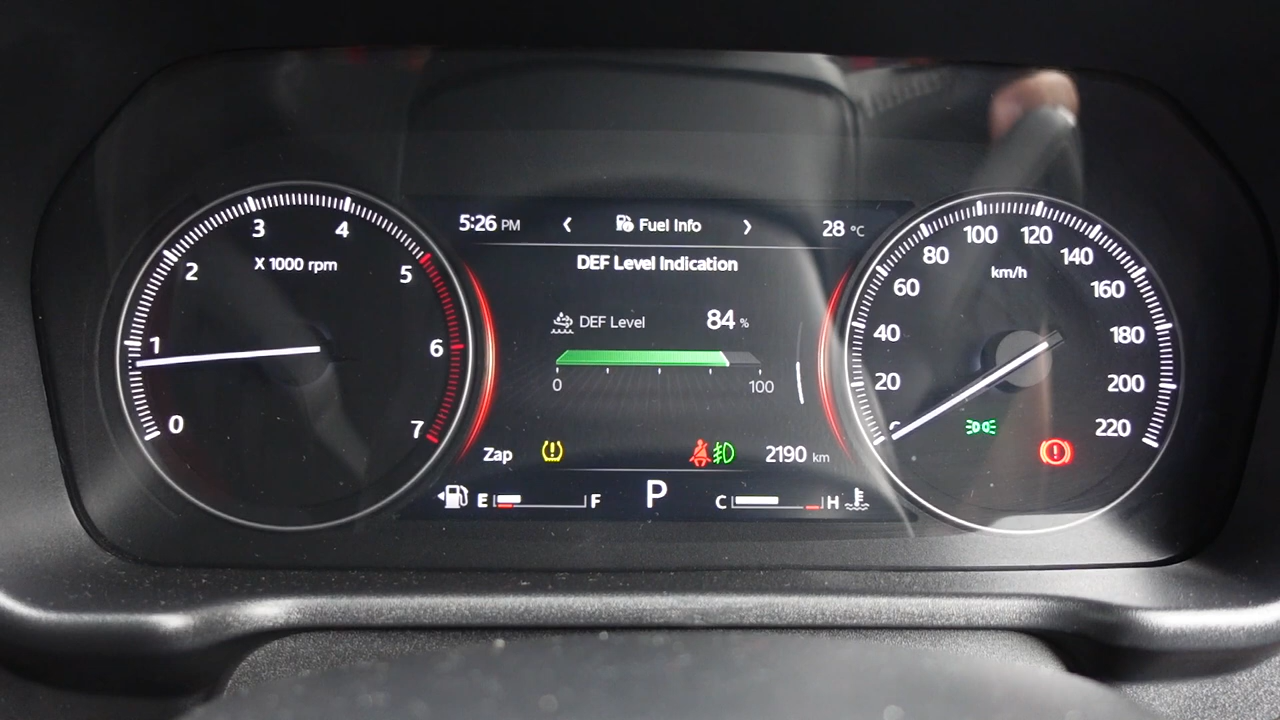 5:26 PM < Fuel Info > 28 °C
DEF Level Indication
DEF Level 84 %
0 100
Zap 2190 km
E F P C H
0 1 2 3 4 5 6 7
X 1000 rpm
20 40 60 80 100 120 140 160 180 200 220
km/h